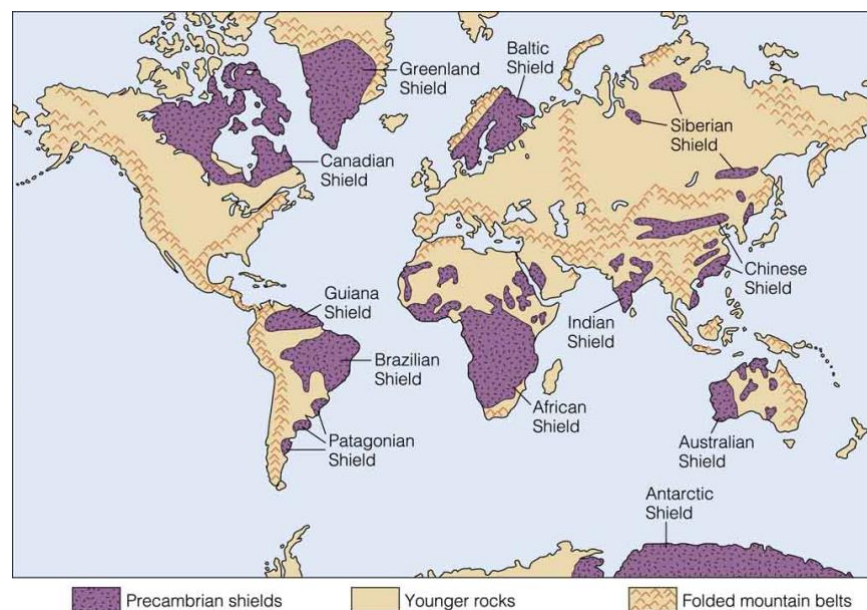 Greenland
Shield
Baltic
Shield
Siberian
Shield
Canadian
Shield
Chinese
Shield
Guiana
Shield
Indian
Shield
Brazilian
Shield
African
Shield
Patagonian
Shield
Australian
Shield
Antarctic
Shield
Precambrian shields
Younger rocks
Folded mountain belts